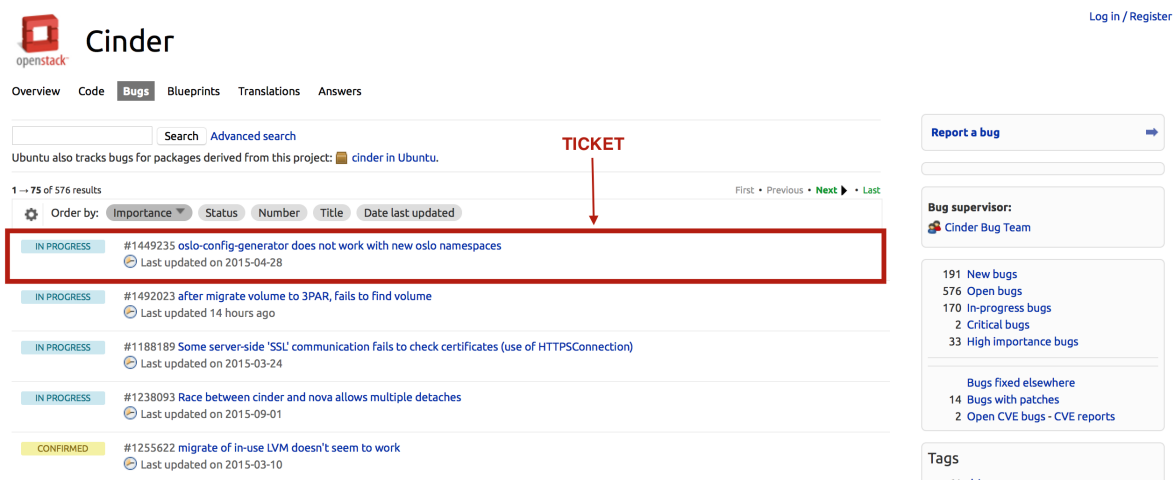 Log in / Register
openstack
Cinder
Overview Code Bugs Blueprints Translations Answers
Search Advanced search
Ubuntu also tracks bugs for packages derived from this project: cinder in Ubuntu.
TICKET
1 → 75 of 576 results
First • Previous • Next • Last
Order by: Importance Status Number Title Date last updated
IN PROGRESS #1449235 oslo-config-generator does not work with new oslo namespaces
Last updated on 2015-04-28
IN PROGRESS #1492023 after migrate volume to 3PAR, fails to find volume
Last updated 14 hours ago
IN PROGRESS #1188189 Some server-side 'SSL' communication fails to check certificates (use of HTTPSConnection)
Last updated on 2015-03-24
IN PROGRESS #1238093 Race between cinder and nova allows multiple detaches
Last updated on 2015-09-01
CONFIRMED #1255622 migrate of in-use LVM doesn't seem to work
Last updated on 2015-03-10
Report a bug
Bug supervisor:
Cinder Bug Team
191 New bugs
576 Open bugs
170 In-progress bugs
2 Critical bugs
33 High importance bugs
Bugs fixed elsewhere
14 Bugs with patches
2 Open CVE bugs - CVE reports
Tags